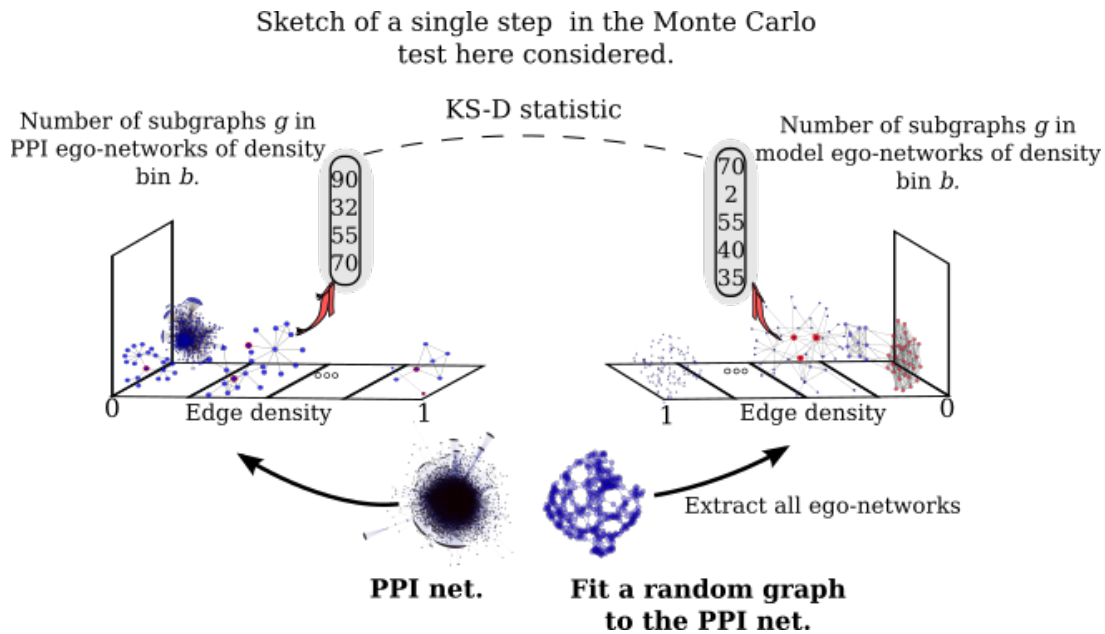 Sketch of a single step in the Monte Carlo
test here considered.
KS-D statistic
Number of subgraphs g in
PPI ego-networks of density
bin b.
90
32
55
70
Number of subgraphs g in
model ego-networks of density
bin b.
70
2
55
40
35
0
Edge density
1
1
Edge density
0
Extract all ego-networks
PPI net.
Fit a random graph
to the PPI net.